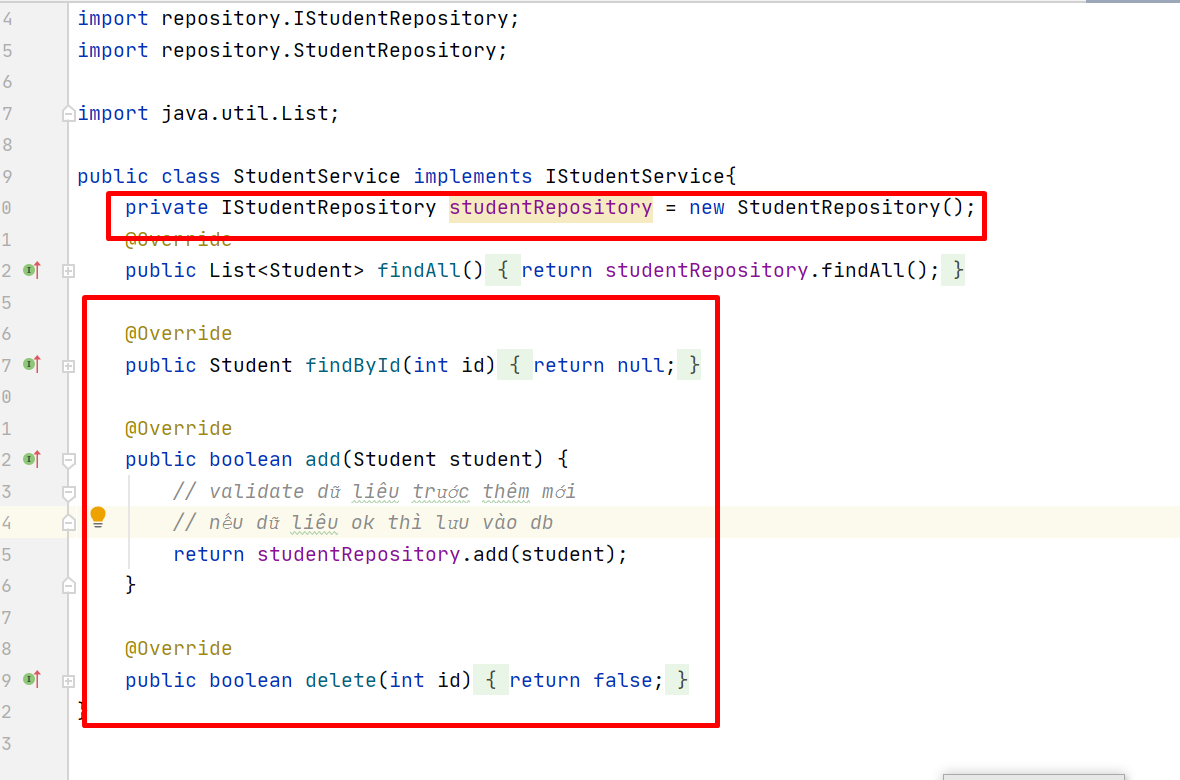 4 import repository.IStudentRepository;
5 import repository.StudentRepository;
6
7 import java.util.List;
8
9 public class StudentService implements IStudentService{
0 private IStudentRepository studentRepository = new StudentRepository();
1 @Override
2 public List<Student> findAll() { return studentRepository.findAll(); }
5
6 @Override
7 public Student findById(int id) { return null; }
0
1 @Override
2 public boolean add(Student student) {
3 // validate dữ liêu trước thêm mới
4 // nếu dữ liêu ok thì lưu vào db
5 return studentRepository.add(student);
6 }
7
8 @Override
9 public boolean delete(int id) { return false; }
2 }
3